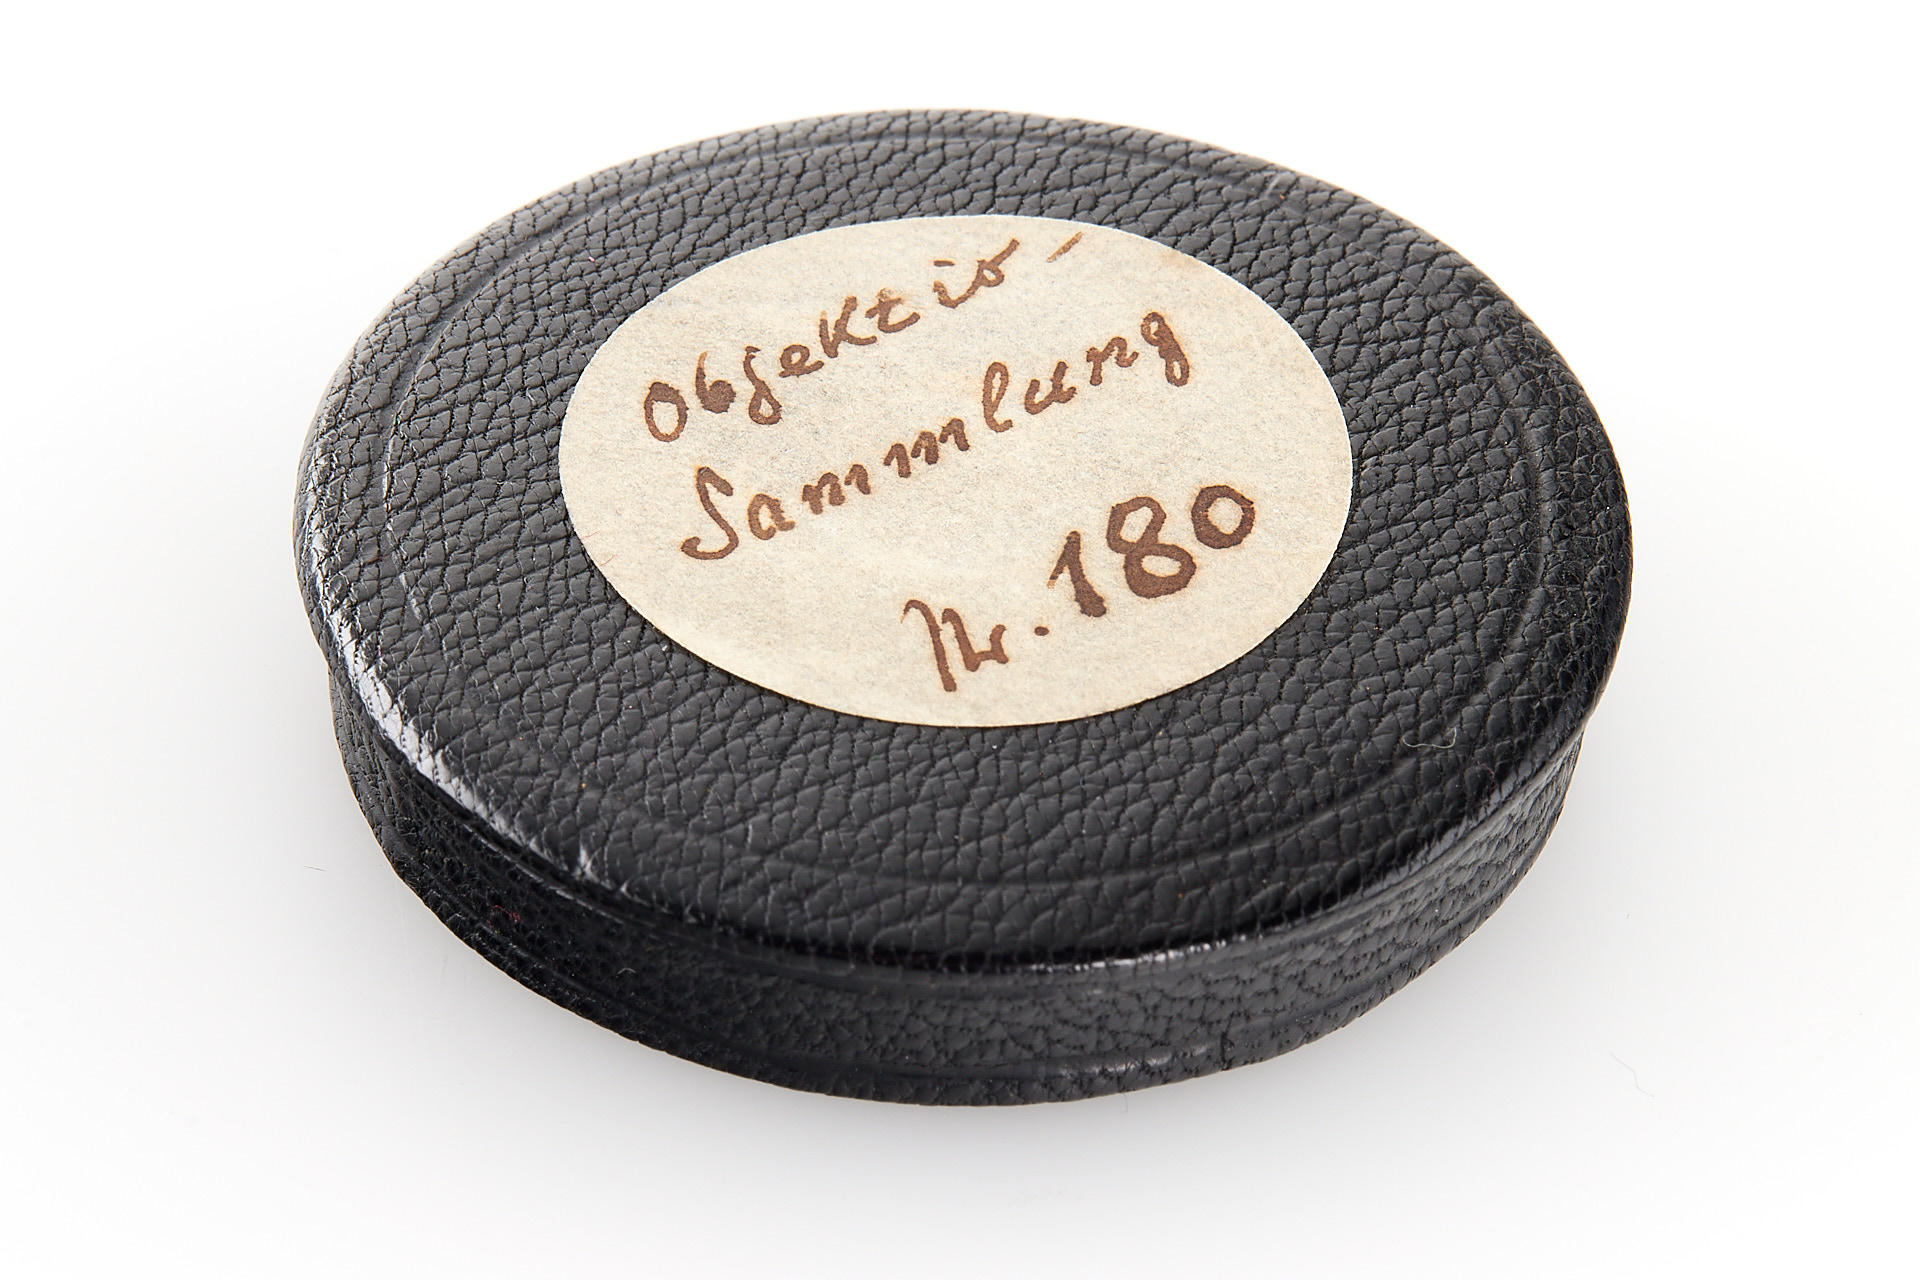 Objektiv-
Sammlung
Nr. 180